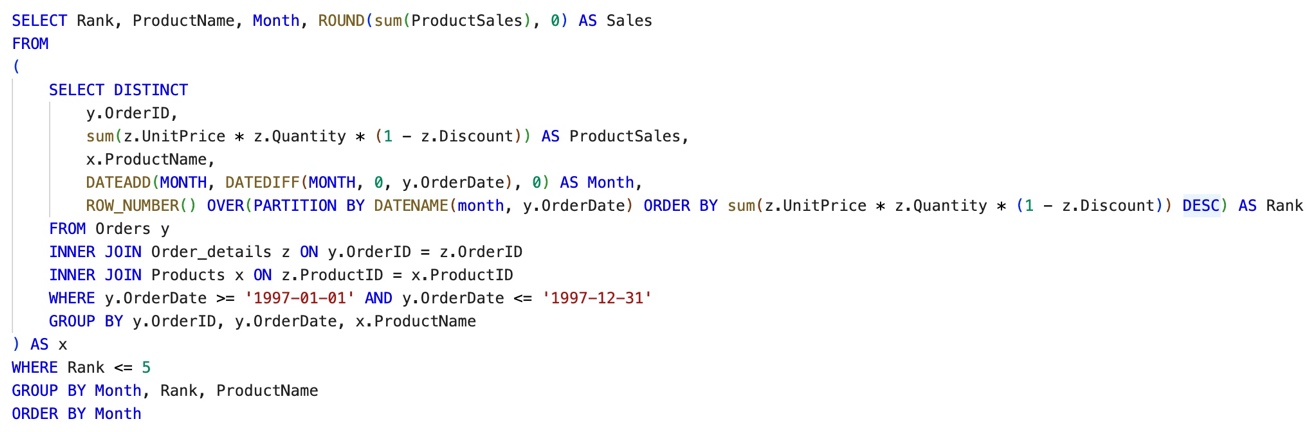 SELECT Rank, ProductName, Month, ROUND(sum(ProductSales), 0) AS Sales
FROM
(
    SELECT DISTINCT
        y.OrderID,
        sum(z.UnitPrice * z.Quantity * (1 - z.Discount)) AS ProductSales,
        x.ProductName,
        DATEADD(MONTH, DATEDIFF(MONTH, 0, y.OrderDate), 0) AS Month,
        ROW_NUMBER() OVER(PARTITION BY DATENAME(month, y.OrderDate) ORDER BY sum(z.UnitPrice * z.Quantity * (1 - z.Discount)) DESC) AS Rank
    FROM Orders y
    INNER JOIN Order_details z ON y.OrderID = z.OrderID
    INNER JOIN Products x ON z.ProductID = x.ProductID
    WHERE y.OrderDate >= '1997-01-01' AND y.OrderDate <= '1997-12-31'
    GROUP BY y.OrderID, y.OrderDate, x.ProductName
) AS x
WHERE Rank <= 5
GROUP BY Month, Rank, ProductName
ORDER BY Month